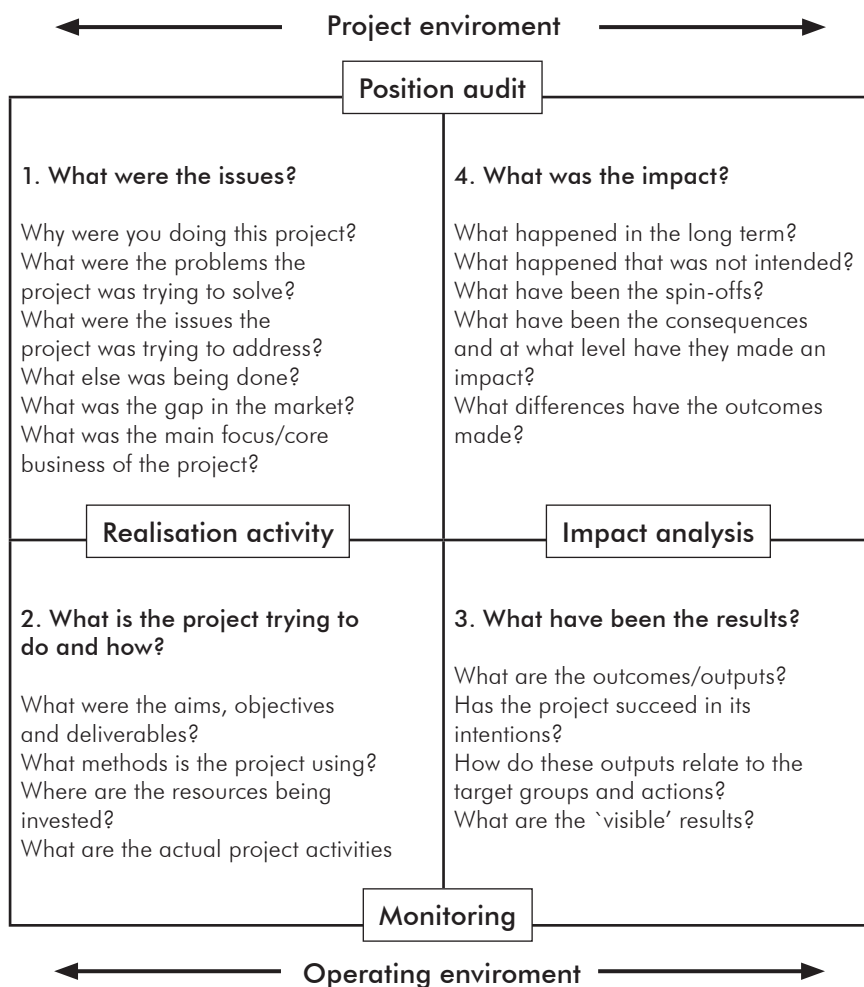 Project enviroment
Position audit
1. What were the issues?
Why were you doing this project?
What were the problems the
project was trying to solve?
What were the issues the
project was trying to address?
What else was being done?
What was the gap in the market?
What was the main focus/core
business of the project?
4. What was the impact?
What happened in the long term?
What happened that was not intended?
What have been the spin-offs?
What have been the consequences
and at what level have they made an
impact?
What differences have the outcomes
made?
Realisation activity
Impact analysis
2. What is the project trying to
do and how?
What were the aims, objectives
and deliverables?
What methods is the project using?
Where are the resources being
invested?
What are the actual project activities
3. What have been the results?
What are the outcomes/outputs?
Has the project succeed in its
intentions?
How do these outputs relate to the
target groups and actions?
What are the `visible' results?
Monitoring
Operating enviroment